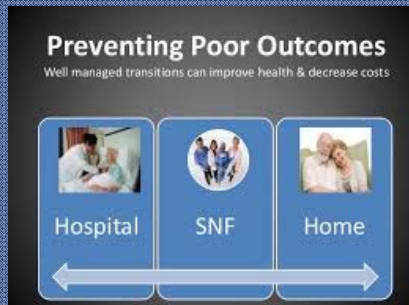 Preventing Poor Outcomes
Well managed transitions can improve health & decrease costs
Hospital
SNF
Home